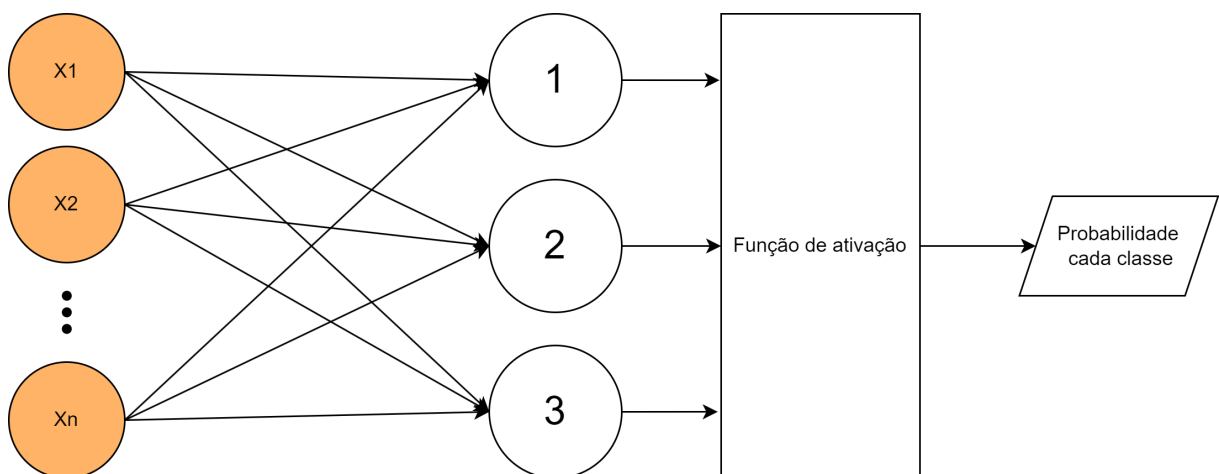 X1
X2
Xn
1
2
3
Função de ativação
Probabilidade
cada classe